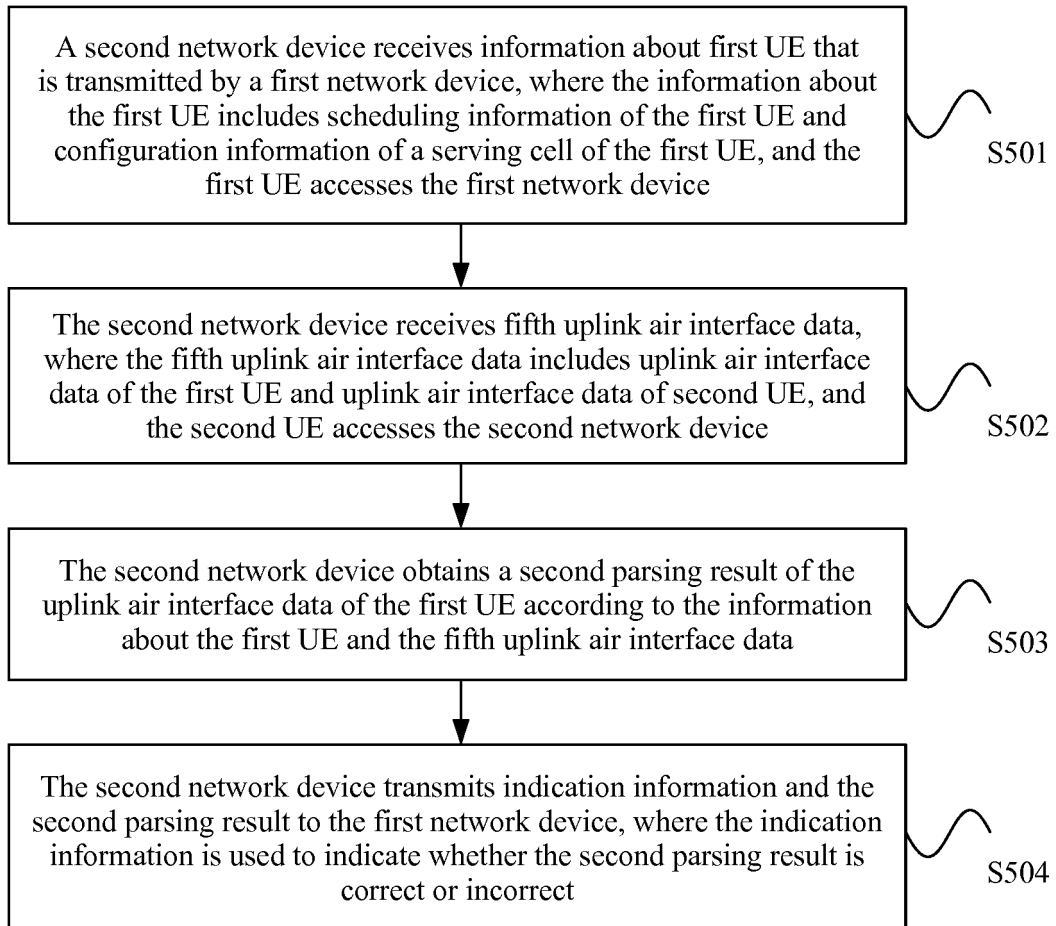 A second network device receives information about first UE that
is transmitted by a first network device, where the information about
the first UE includes scheduling information of the first UE and
configuration information of a serving cell of the first UE, and the
first UE accesses the first network device
S501
The second network device receives fifth uplink air interface data,
where the fifth uplink air interface data includes uplink air interface
data of the first UE and uplink air interface data of second UE, and
the second UE accesses the second network device
S502
The second network device obtains a second parsing result of the
uplink air interface data of the first UE according to the information
about the first UE and the fifth uplink air interface data
S503
The second network device transmits indication information and the
second parsing result to the first network device, where the indication
information is used to indicate whether the second parsing result is
correct or incorrect
S504